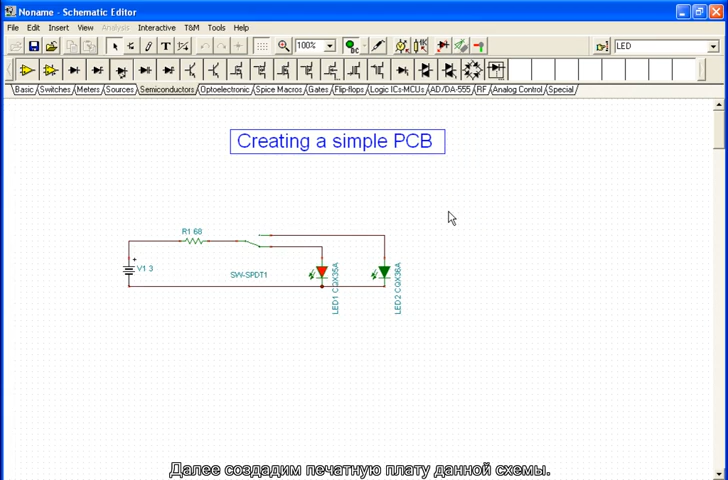 Noname - Schematic Editor
File Edit Insert View Analysis Interactive T&M Tools Help
100% DC LED
Basic Switches Meters Sources Semiconductors Optoelectronic Spice Macros Gates Flip-flops Logic ICs-MCUs AD/DA-555 RF Analog Control Special
Creating a simple PCB
R1 68
V1 3
+
SW-SPDT1
LED1 CQX35A
LED2 CQX36A
Далее создадим печатную плату данной схемы.